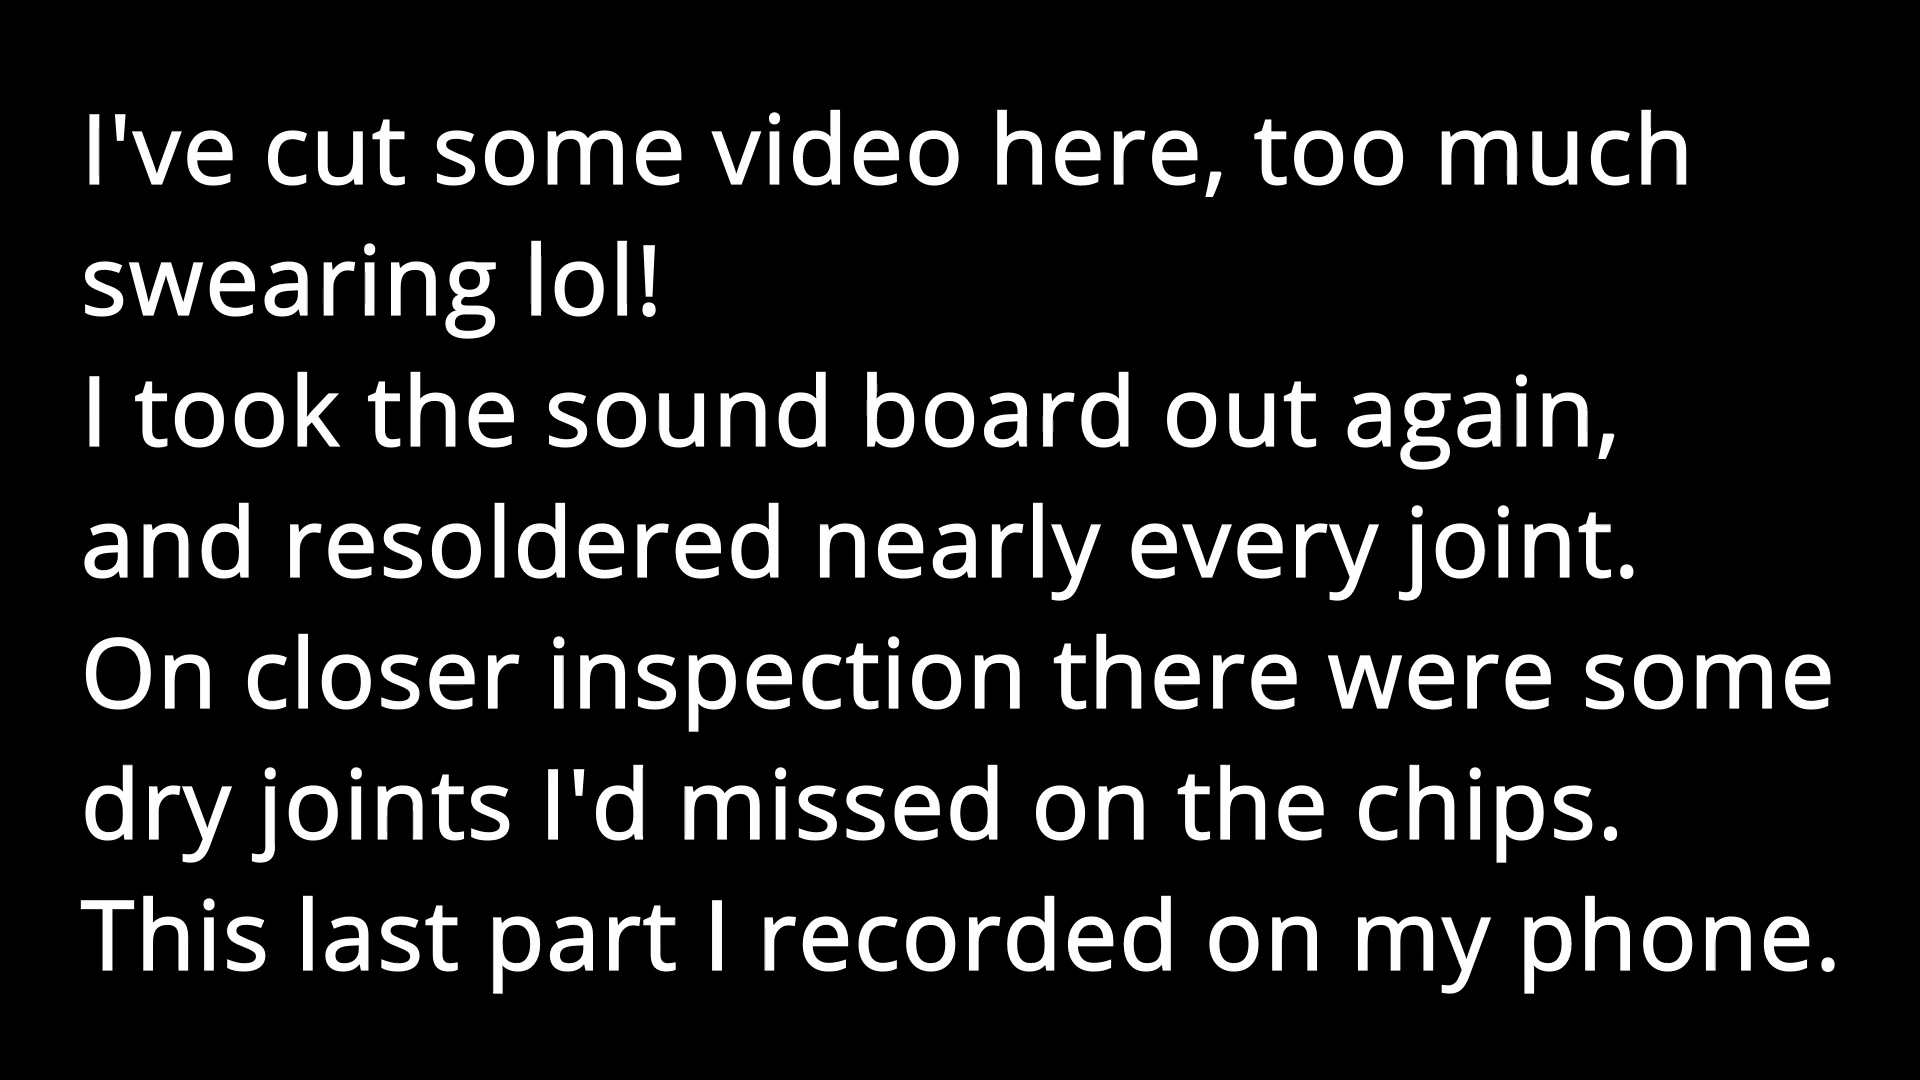 I've cut some video here, too much
swearing lol!
I took the sound board out again,
and resoldered nearly every joint.
On closer inspection there were some
dry joints I'd missed on the chips.
This last part I recorded on my phone.